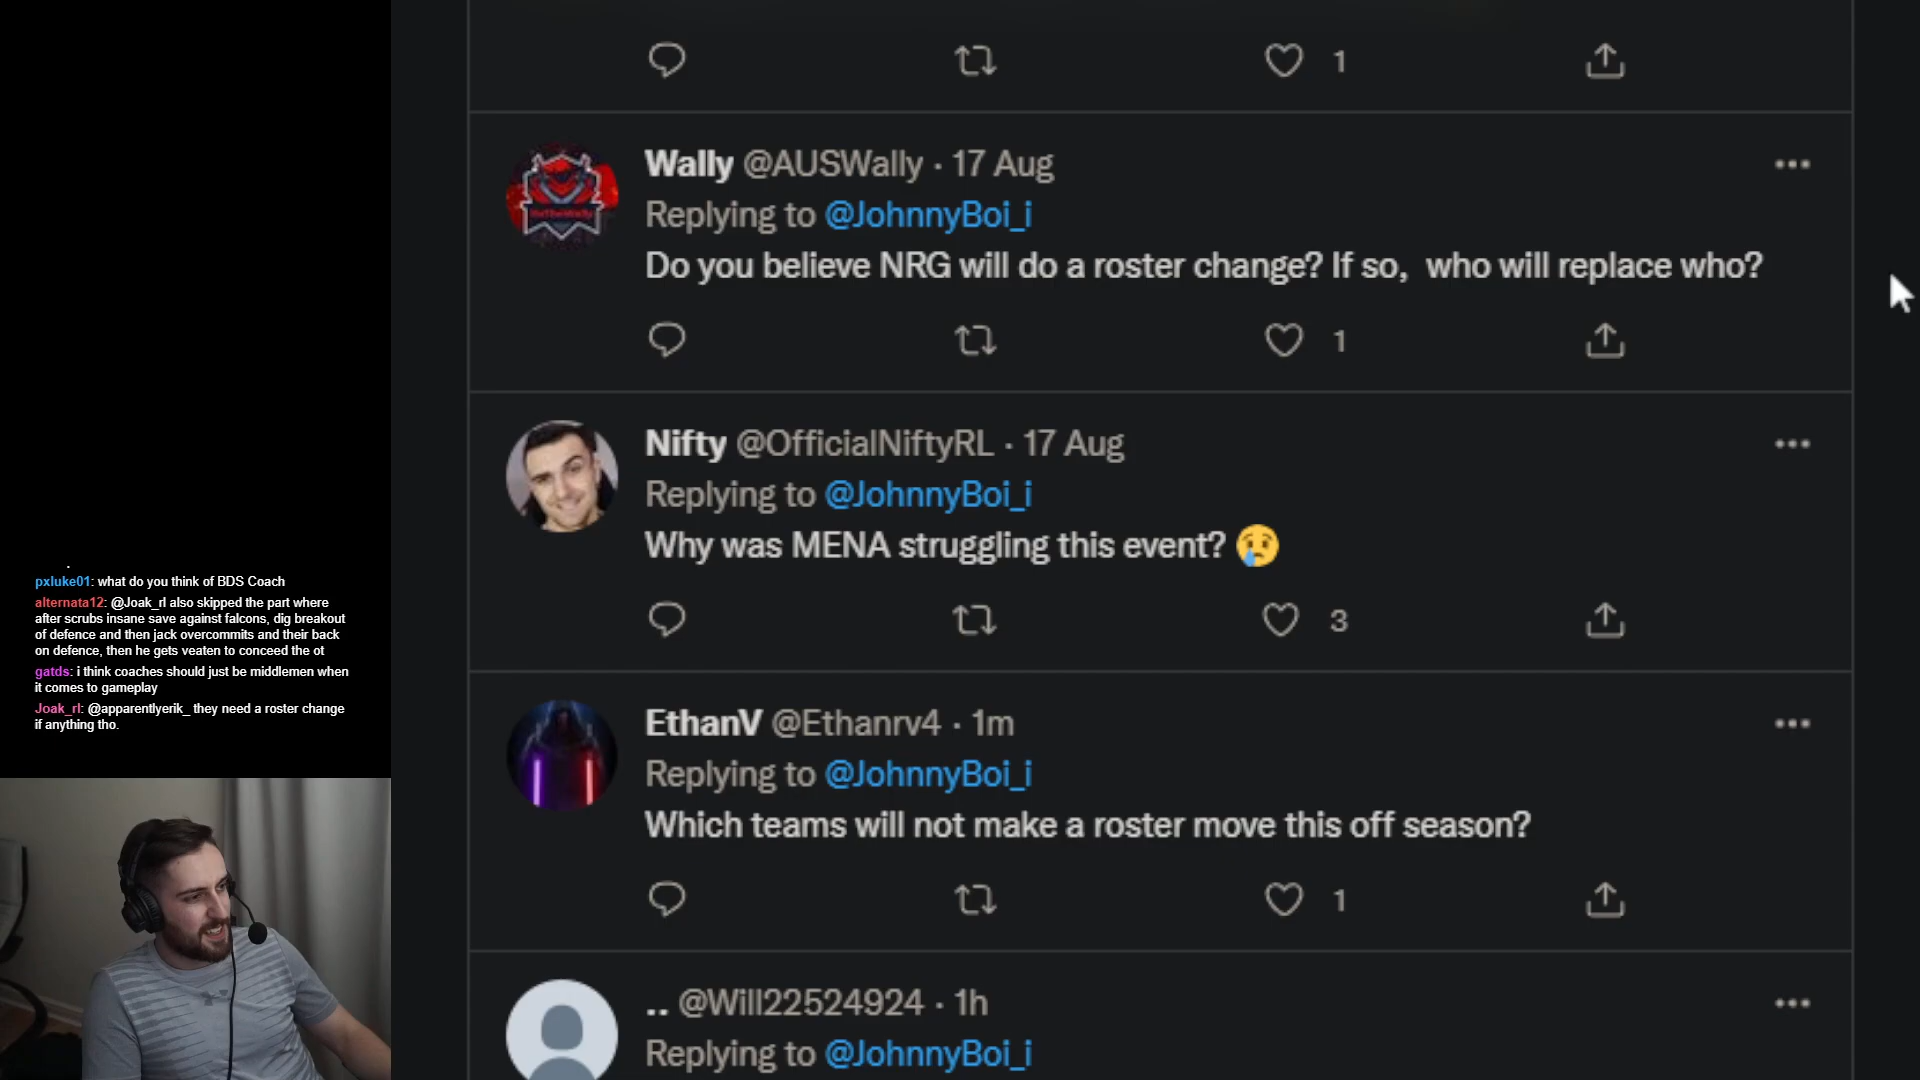 1
Wally @AUSWally · 17 Aug
Replying to @JohnnyBoi_i
Do you believe NRG will do a roster change? If so,  who will replace who?
1
Nifty @OfficialNiftyRL · 17 Aug
Replying to @JohnnyBoi_i
Why was MENA struggling this event? 😢
3
EthanV @Ethanrv4 · 1m
Replying to @JohnnyBoi_i
Which teams will not make a roster move this off season?
1
.. @Will22524924 · 1h
Replying to @JohnnyBoi_i
pxluke01: what do you think of BDS Coach
alternata12: @Joak_rl also skipped the part where
after scrubs insane save against falcons, dig breakout
of defence and then jack overcommits and their back
on defence, then he gets veaten to conceed the ot
gatds: i think coaches should just be middlemen when
it comes to gameplay
Joak_rl: @apparentlyerik_ they need a roster change
if anything tho.